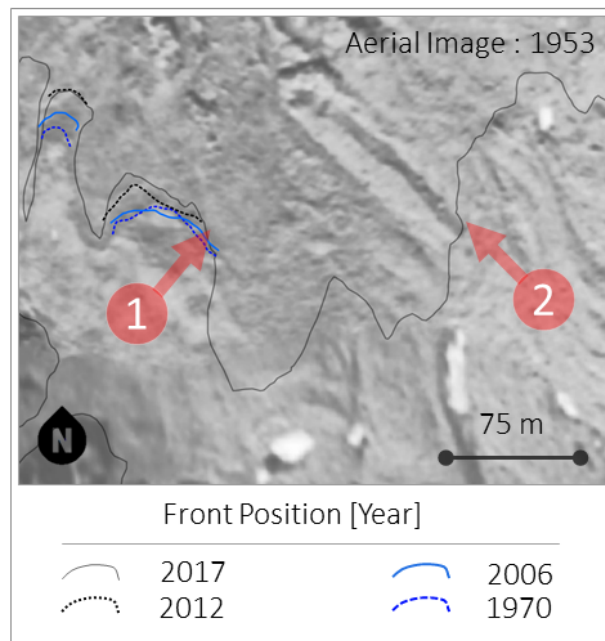 Aerial Image : 1953
1
2
N
75 m
Front Position [Year]
2017
2006
2012
1970